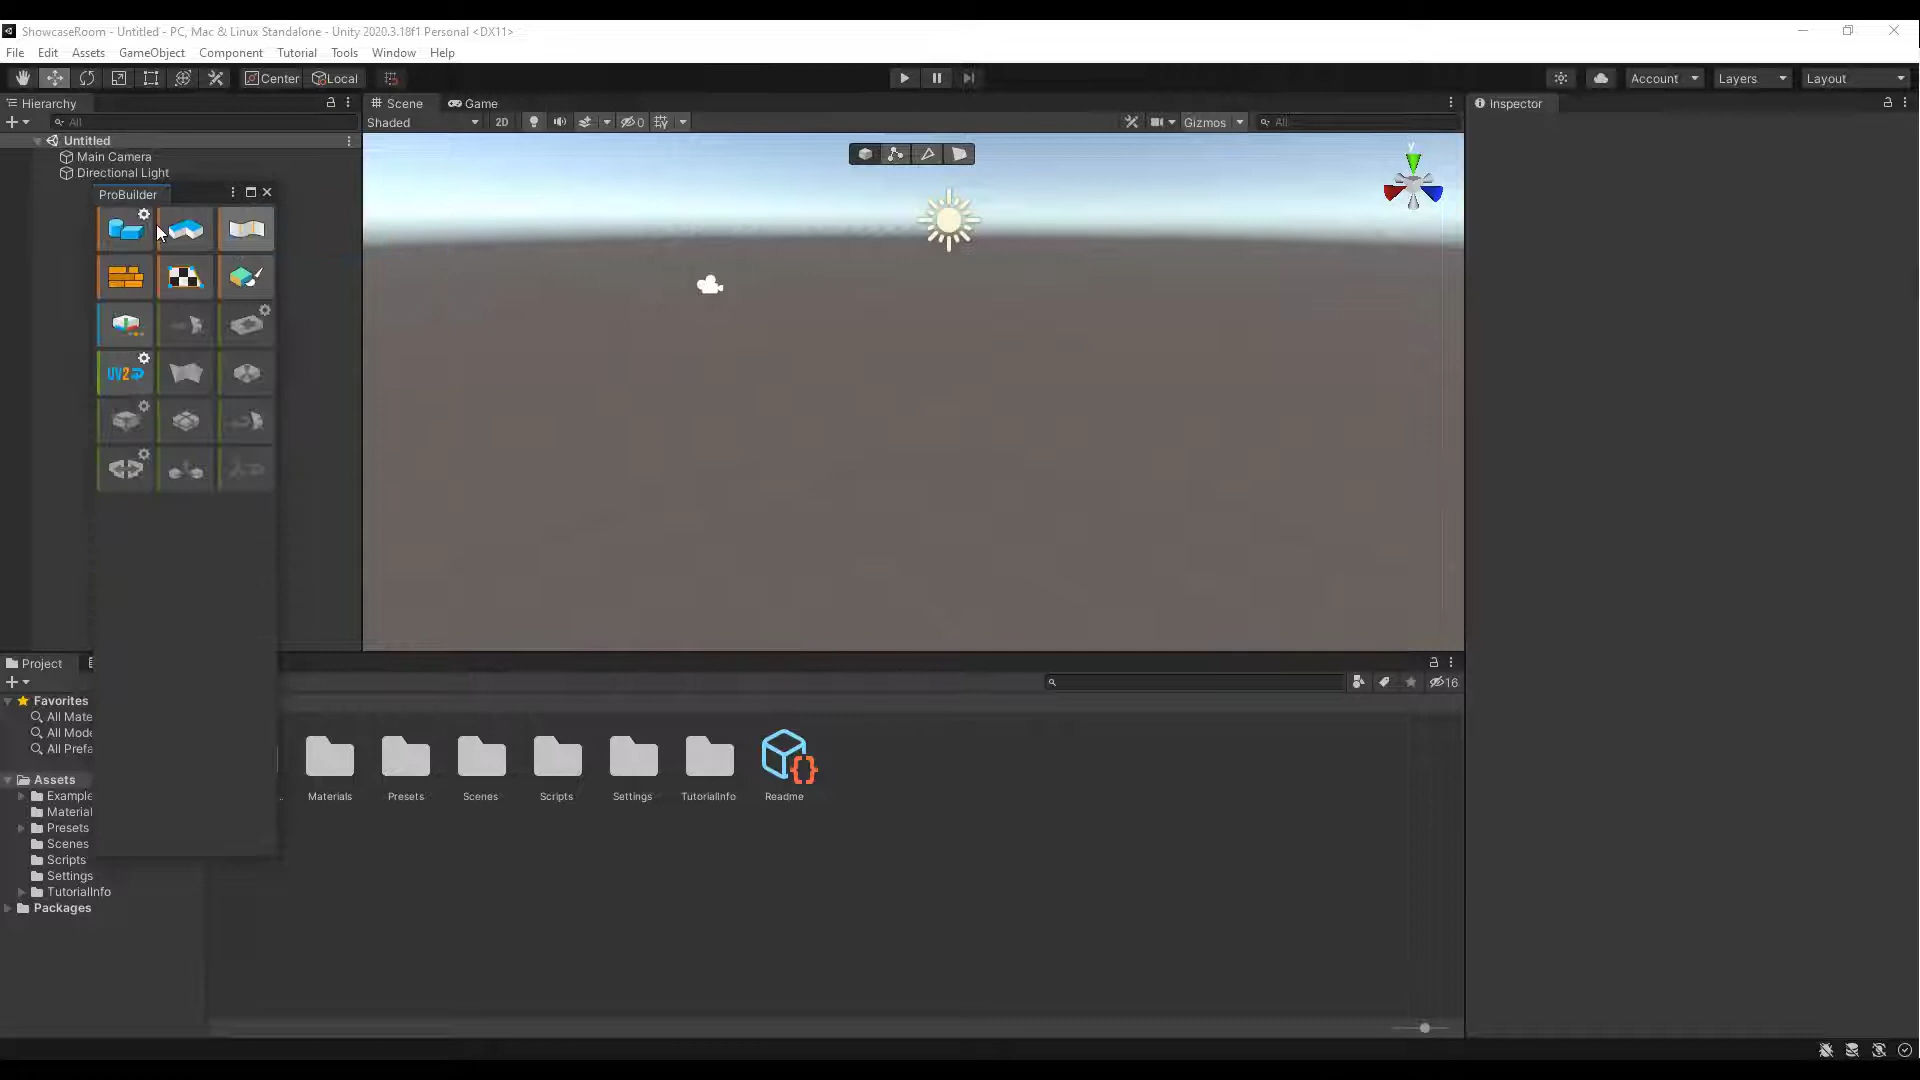 ShowcaseRoom - Untitled - PC, Mac & Linux Standalone - Unity 2020.3.18f1 Personal <DX11>
File Edit Assets GameObject Component Tutorial Tools Window Help
Center Local Account Layers Layout
Hierarchy
All
Untitled
Main Camera
Directional Light
ProBuilder
UV2
Scene Game
Shaded 2D 0 Gizmos All
y
Inspector
Project
16
Favorites
All Mate
All Mode
All Prefa
Assets
Example
Material
Presets
Scenes
Scripts
Settings
TutorialInfo
Packages
.. Materials Presets Scenes Scripts Settings TutorialInfo Readme